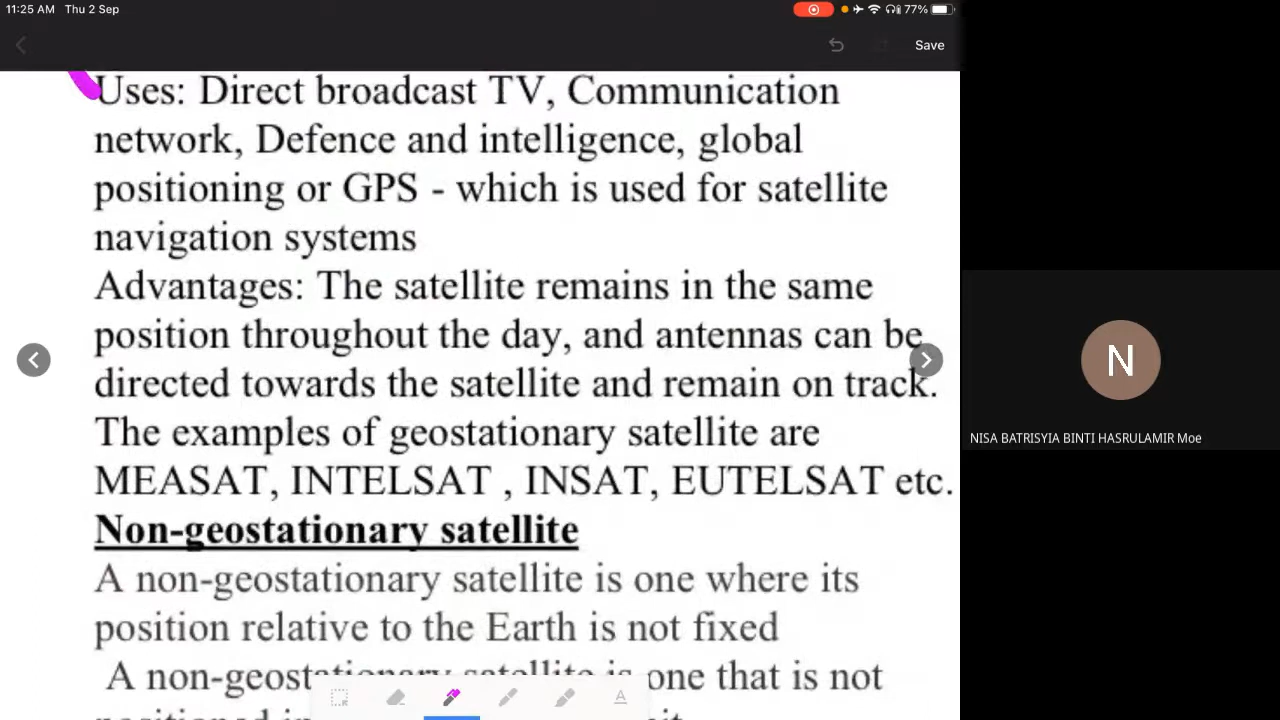 11:25 AM Thu 2 Sep
77%
Save
Uses: Direct broadcast TV, Communication
network, Defence and intelligence, global
positioning or GPS - which is used for satellite
navigation systems
Advantages: The satellite remains in the same
position throughout the day, and antennas can be
directed towards the satellite and remain on track.
The examples of geostationary satellite are
MEASAT, INTELSAT , INSAT, EUTELSAT etc.
Non-geostationary satellite
A non-geostationary satellite is one where its
position relative to the Earth is not fixed
A non-geostationary satellite is one that is not
N
NISA BATRISYIA BINTI HASRULAMIR Moe